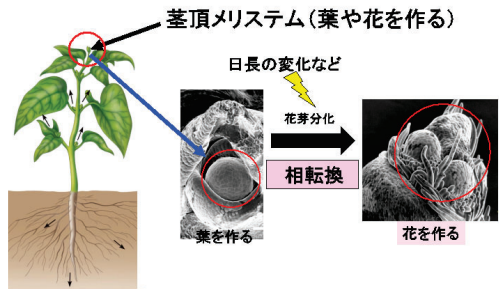 茎頂メリステム（葉や花を作る）
日長の変化など
花芽分化
相転換
葉を作る
花を作る